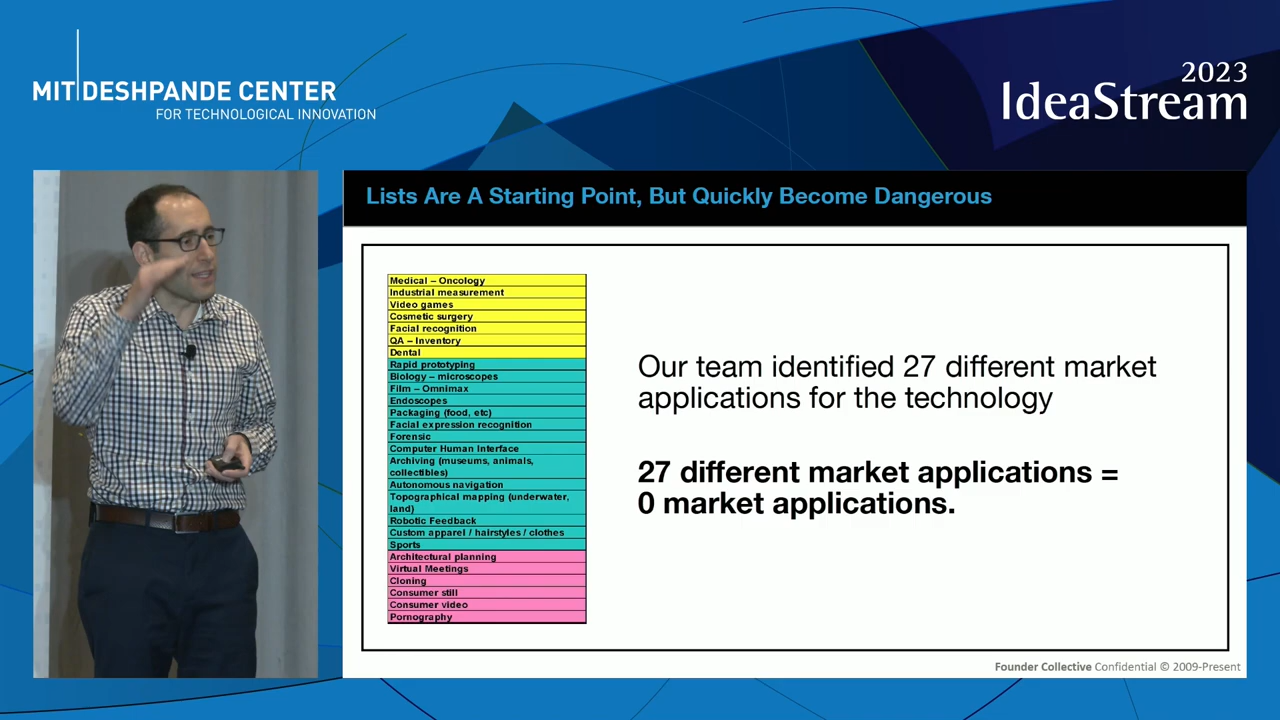 MIT DESHPANDE CENTER
FOR TECHNOLOGICAL INNOVATION
2023
IdeaStream
Lists Are A Starting Point, But Quickly Become Dangerous
Medical – Oncology
Industrial measurement
Video games
Cosmetic surgery
Facial recognition
QA – Inventory
Dental
Rapid prototyping
Biology – microscopes
Film – Omnimax
Endoscopes
Packaging (food, etc)
Facial expression recognition
Forensic
Computer Human Interface
Archiving (museums, animals,
collectibles)
Autonomous navigation
Topographical mapping (underwater,
land)
Robotic Feedback
Custom apparel / hairstyles / clothes
Sports
Architectural planning
Virtual Meetings
Cloning
Consumer still
Consumer video
Pornography
Our team identified 27 different market
applications for the technology
27 different market applications =
0 market applications.
Founder Collective Confidential © 2009-Present